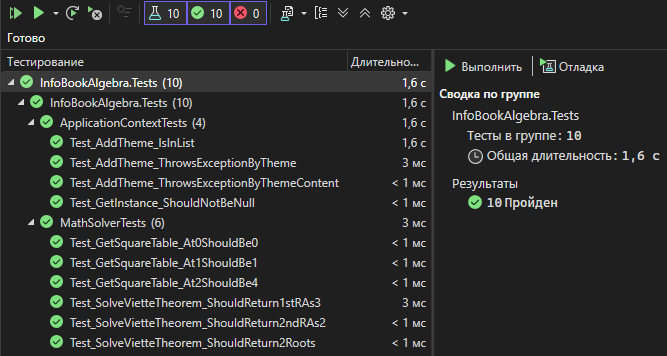 10 10 0
Готово
Тестирование Длительно...
InfoBookAlgebra.Tests (10) 1,6 с
InfoBookAlgebra.Tests (10) 1,6 с
ApplicationContextTests (4) 1,6 с
Test_AddTheme_IsInList 1,6 с
Test_AddTheme_ThrowsExceptionByTheme 3 мс
Test_AddTheme_ThrowsExceptionByThemeContent < 1 мс
Test_GetInstance_ShouldNotBeNull < 1 мс
MathSolverTests (6) 3 мс
Test_GetSquareTable_At0ShouldBe0 < 1 мс
Test_GetSquareTable_At1ShouldBe1 < 1 мс
Test_GetSquareTable_At2ShouldBe4 < 1 мс
Test_SolveVietteTheorem_ShouldReturn1stRAs3 3 мс
Test_SolveVietteTheorem_ShouldReturn2ndRAs2 < 1 мс
Test_SolveVietteTheorem_ShouldReturn2Roots < 1 мс
Выполнить Отладка
Сводка по группе
InfoBookAlgebra.Tests
Тесты в группе: 10
Общая длительность: 1,6 с
Результаты
10 Пройден